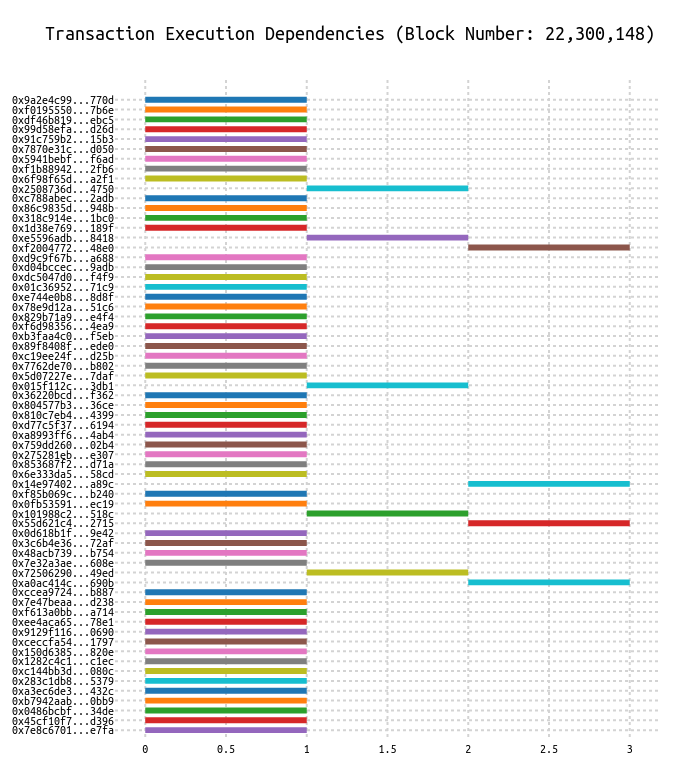 Transaction Execution Dependencies (Block Number: 22,300,148)
0x9a2e4c99...770d
0xf0195550...7b6e
0xdf46b819...ebc5
0x99d58efa...d26d
0x91c759b2...15b3
0x7870e31c...d050
0x5941bebf...f6ad
0xf1b88942...2fb6
0x6f98f65d...a2f1
0x2508736d...4750
0xc788abec...2adb
0x86c9835d...948b
0x318c914e...1bc0
0x1d38e769...189f
0xe5596adb...8418
0xf2004772...48e0
0xd9c9f67b...a688
0xd04bccec...9adb
0xdc5047d0...f4f9
0x01c36952...71c9
0xe744e0b8...8d8f
0x78e9d12a...51c6
0x829b71a9...e4f4
0xf6d98356...4ea9
0xb3faa4c0...f5eb
0x89f8408f...ede0
0xc19ee24f...d25b
0x7762de70...b802
0x5d07227e...7daf
0x015f112c...3db1
0x36220bcd...f362
0x804577b3...36ce
0x810c7eb4...4399
0xd77c5f37...6194
0xa8993ff6...4ab4
0x759dd260...02b4
0x275281eb...e307
0x853687f2...d71a
0x6e333da5...58cd
0x14e97402...a89c
0xf85b069c...b240
0x0fb53591...ec19
0x101988c2...518c
0x55d621c4...2715
0x0d618b1f...9e42
0x3c6b4e36...72af
0x48acb739...b754
0x7e32a3ae...608e
0x72506290...49ed
0xa0ac414c...690b
0xccea9724...b887
0x7e47beaa...d238
0xf613a0bb...a714
0xee4aca65...78e1
0x9129f116...0690
0xceccfa54...1797
0x150d6385...820e
0x1282c4c1...c1ec
0xc144bb3d...080c
0x283c1db8...5379
0xa3ec6de3...432c
0xb7942aab...0bb9
0x0486bcbf...34de
0x45cf10f7...d396
0x7e8c6701...e7fa
0 0.5 1 1.5 2 2.5 3